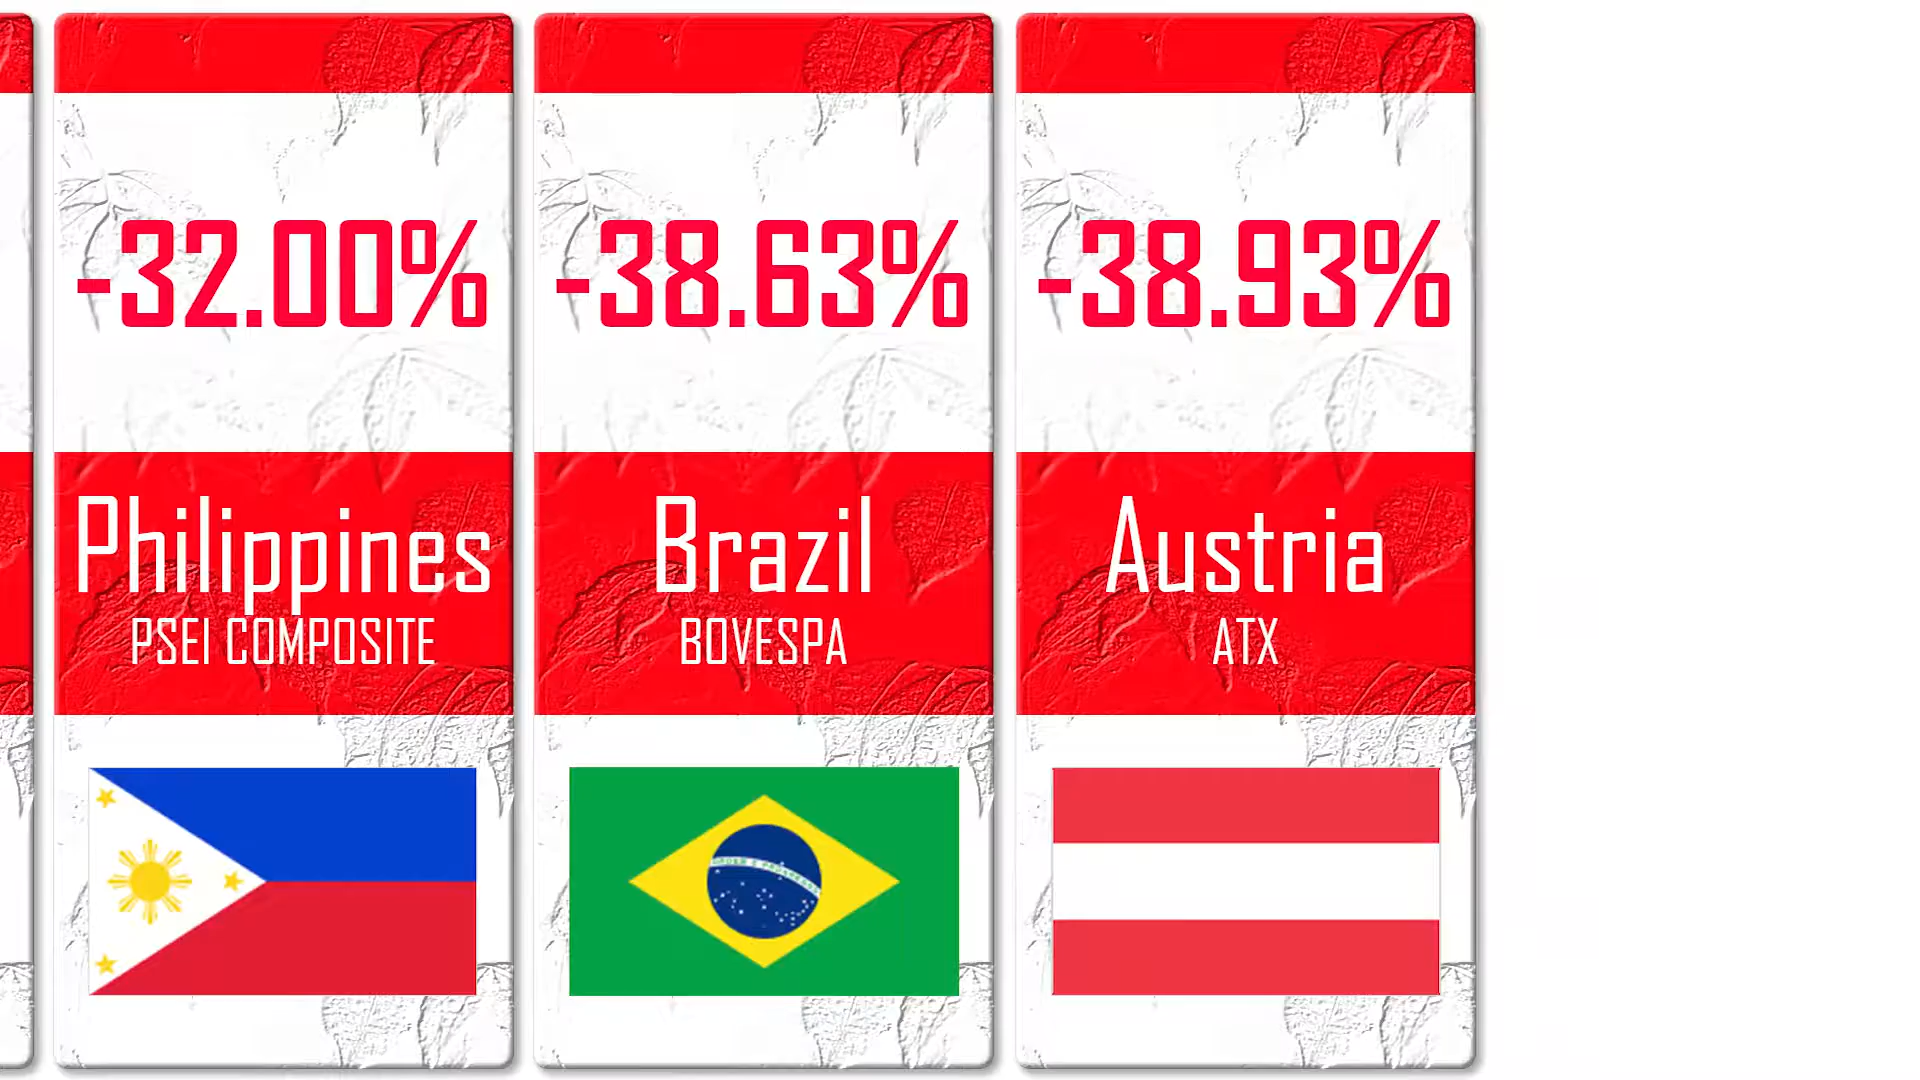 -32.00%
Philippines
PSEI COMPOSITE
-38.63%
Brazil
BOVESPA
-38.93%
Austria
ATX